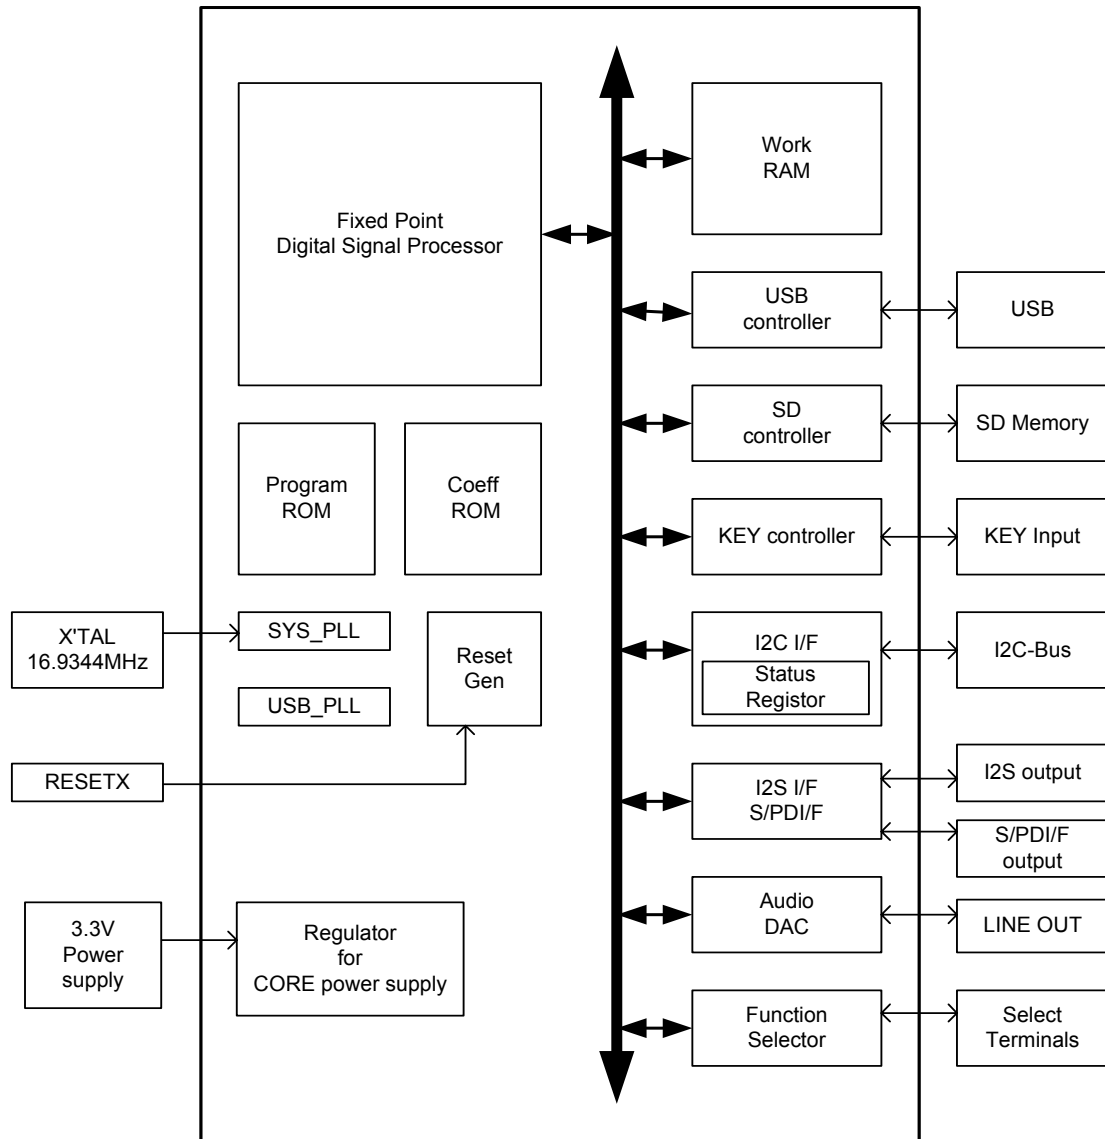 Fixed Point
Digital Signal Processor
Work
RAM
USB
controller
USB
SD
controller
SD Memory
Program
ROM
Coeff
ROM
KEY controller
KEY Input
X'TAL
16.9344MHz
SYS_PLL
USB_PLL
Reset
Gen
I2C I/F
Status
Registor
I2C-Bus
RESETX
I2S I/F
S/PDI/F
I2S output
S/PDI/F
output
3.3V
Power
supply
Regulator
for
CORE power supply
Audio
DAC
LINE OUT
Function
Selector
Select
Terminals